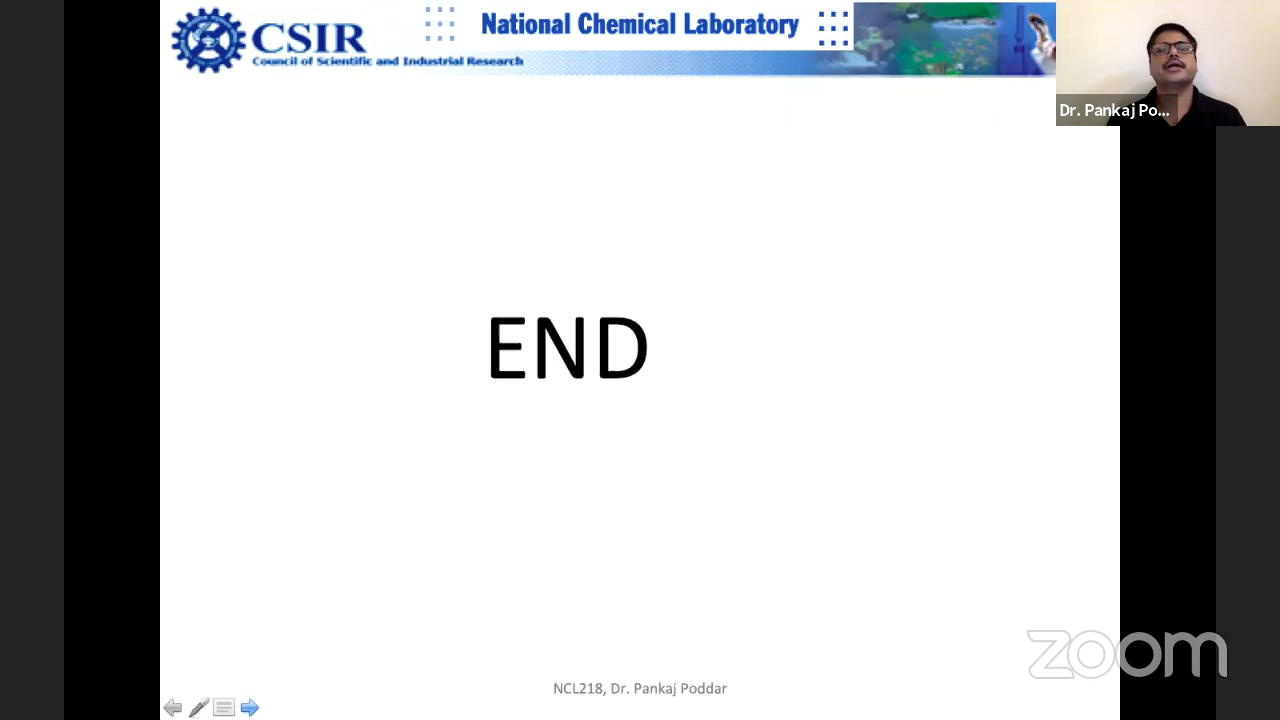 CSIR
Council of Scientific and Industrial Research
National Chemical Laboratory
Dr. Pankaj Po...
END
zoom
NCL218, Dr. Pankaj Poddar